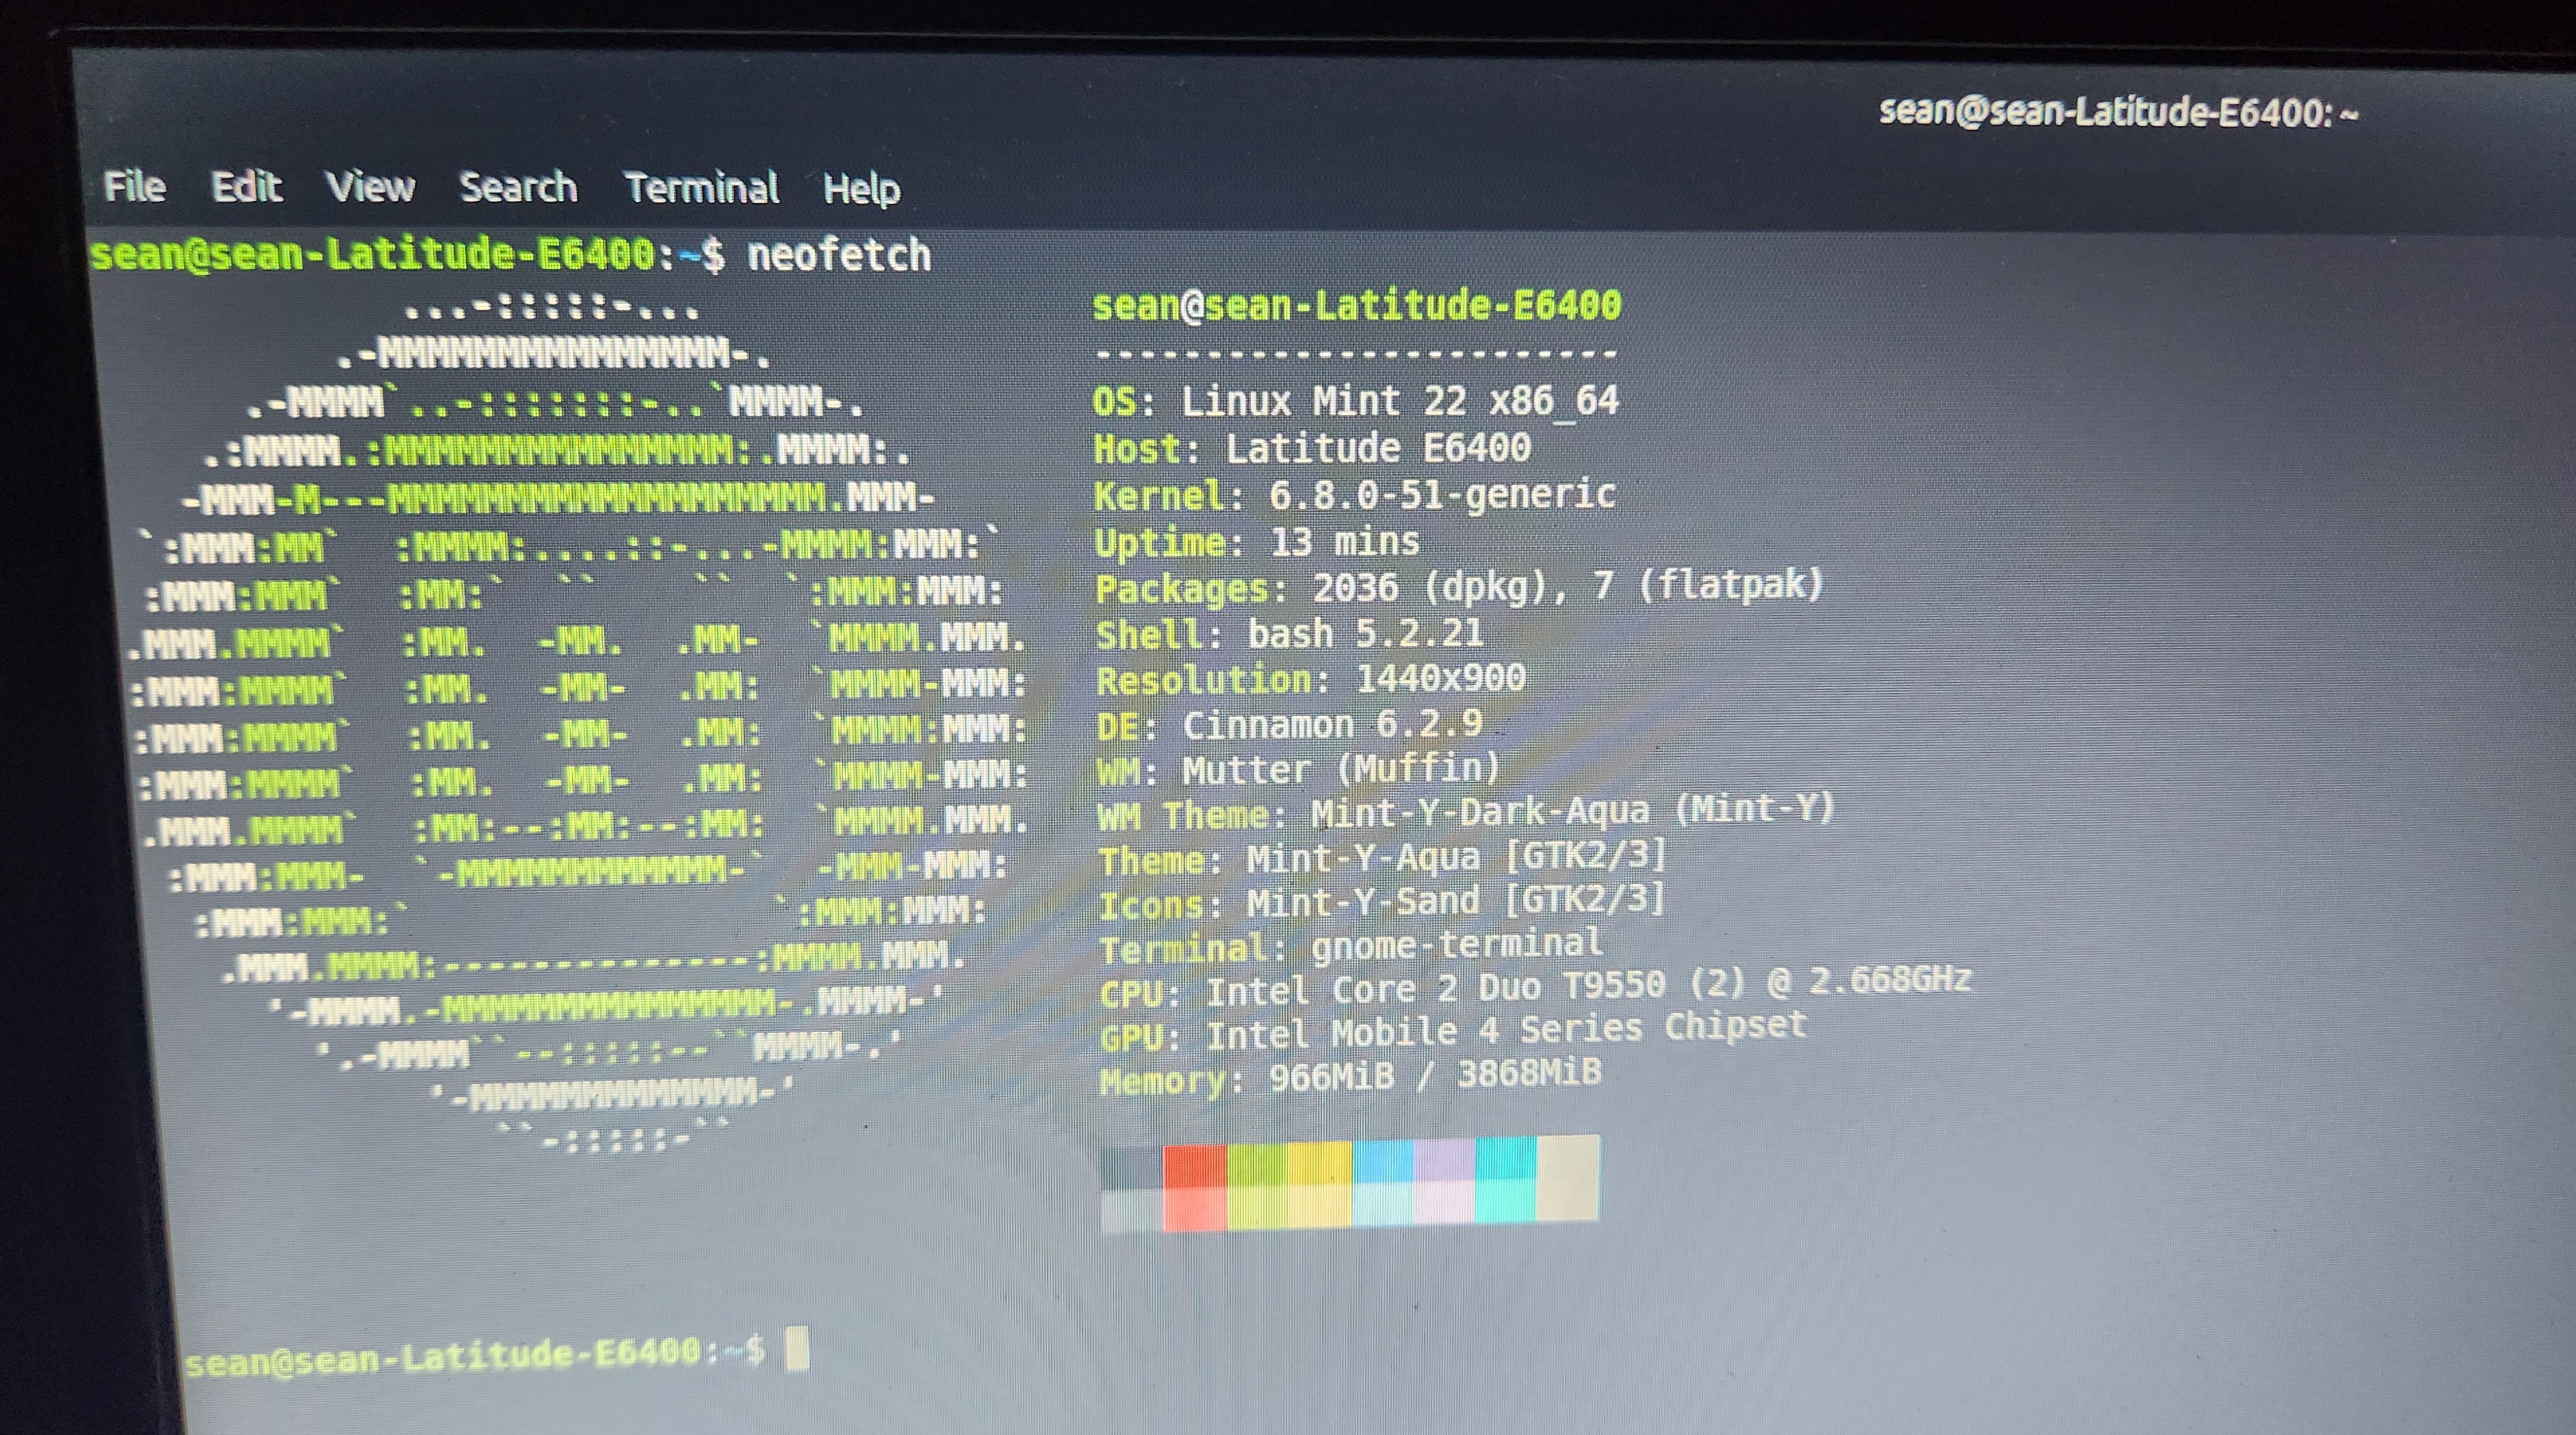 sean@sean-Latitude-E6400: ~
File Edit View Search Terminal Help
sean@sean-Latitude-E6400:~$ neofetch
...-:::::-...
.-MMMMMMMMMMMMMMM-.
.-MMMM`..-:::::::-..`MMMM-.
.:MMMM.:MMMMMMMMMMMMMMM:.MMMM:.
-MMM-M---MMMMMMMMMMMMMMMMMMM.MMM-
`:MMM:MM`  :MMMM:....::-...-MMMM:MMM:`
:MMM:MMM`  :MM:`  ``    ``  `:MMM:MMM:
.MMM.MMMM`  :MM.  -MM.  .MM-  `MMMM.MMM.
:MMM:MMMM`  :MM.  -MM-  .MM:  `MMMM-MMM:
:MMM:MMMM`  :MM.  -MM-  .MM:  `MMMM:MMM:
:MMM:MMMM`  :MM.  -MM-  .MM:  `MMMM-MMM:
.MMM.MMMM`  :MM:--:MM:--:MM:  `MMMM.MMM.
:MMM:MMM-  `-MMMMMMMMMMMM-`  -MMM-MMM:
:MMM:MMM:`                `:MMM:MMM:
.MMM.MMMM:--------------:MMMM.MMM.
'-MMMM.-MMMMMMMMMMMMMMM-.MMMM-'
'.-MMMM``--:::::--``MMMM-.'
'-MMMMMMMMMMMMM-'
``-:::::-``
sean@sean-Latitude-E6400
------------------------
OS: Linux Mint 22 x86_64
Host: Latitude E6400
Kernel: 6.8.0-51-generic
Uptime: 13 mins
Packages: 2036 (dpkg), 7 (flatpak)
Shell: bash 5.2.21
Resolution: 1440x900
DE: Cinnamon 6.2.9
WM: Mutter (Muffin)
WM Theme: Mint-Y-Dark-Aqua (Mint-Y)
Theme: Mint-Y-Aqua [GTK2/3]
Icons: Mint-Y-Sand [GTK2/3]
Terminal: gnome-terminal
CPU: Intel Core 2 Duo T9550 (2) @ 2.668GHz
GPU: Intel Mobile 4 Series Chipset
Memory: 966MiB / 3868MiB
sean@sean-Latitude-E6400:~$